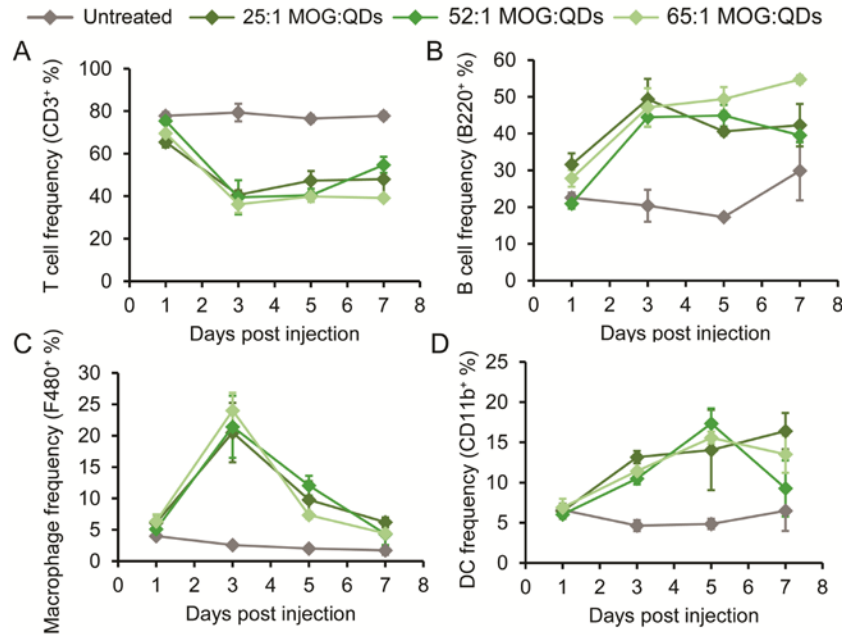 Untreated 25:1 MOG:QDs 52:1 MOG:QDs 65:1 MOG:QDs
A
T cell frequency (CD3⁺ %)
100
80
60
40
20
0
0 1 2 3 4 5 6 7 8
Days post injection
B
B cell frequency (B220⁺ %)
60
50
40
30
20
10
0
0 1 2 3 4 5 6 7 8
Days post injection
C
Macrophage frequency (F480⁺ %)
30
25
20
15
10
5
0
0 1 2 3 4 5 6 7 8
Days post injection
D
DC frequency (CD11b⁺ %)
25
20
15
10
5
0
0 1 2 3 4 5 6 7 8
Days post injection